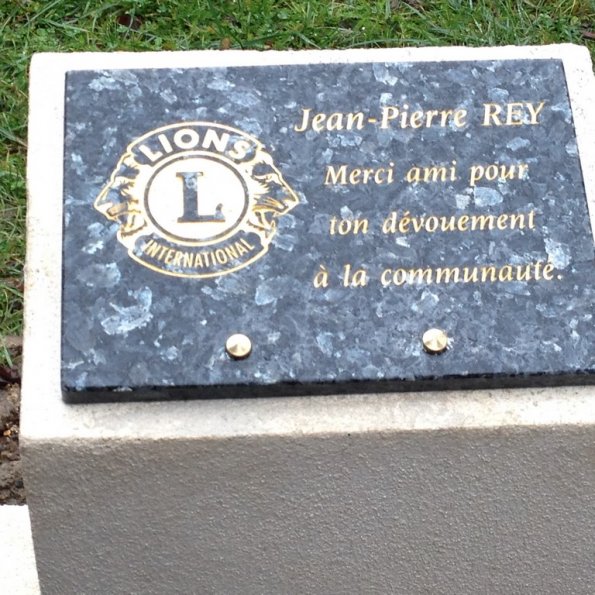 LIONS
L
INTERNATIONAL
Jean-Pierre REY
Merci ami pour
ton dévouement
à la communauté.